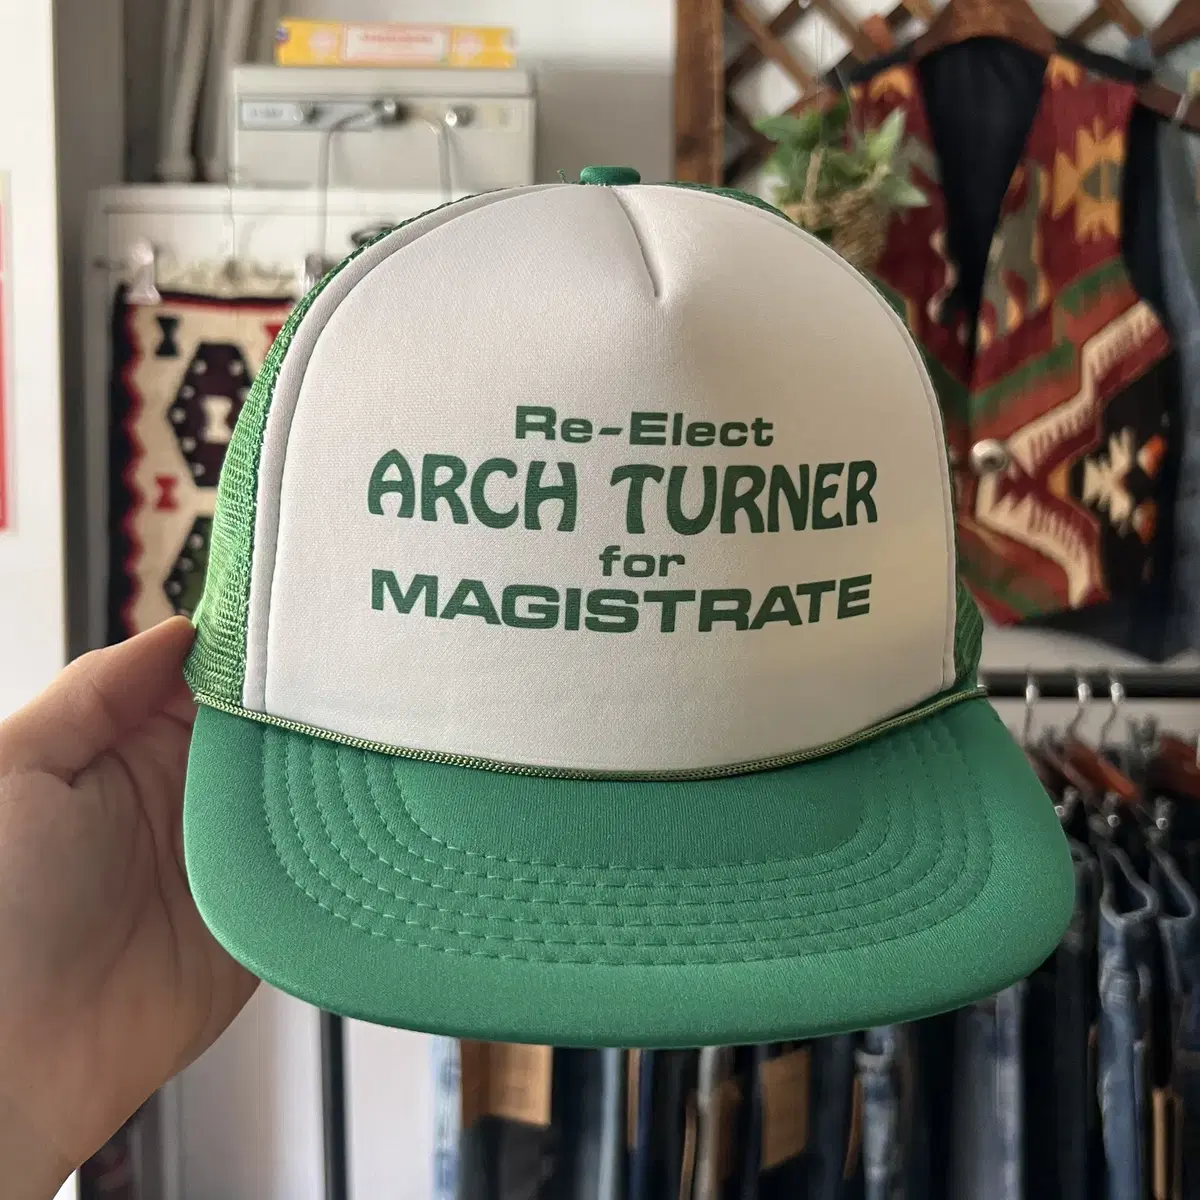 Re-Elect
ARCH TURNER
for
MAGISTRATE